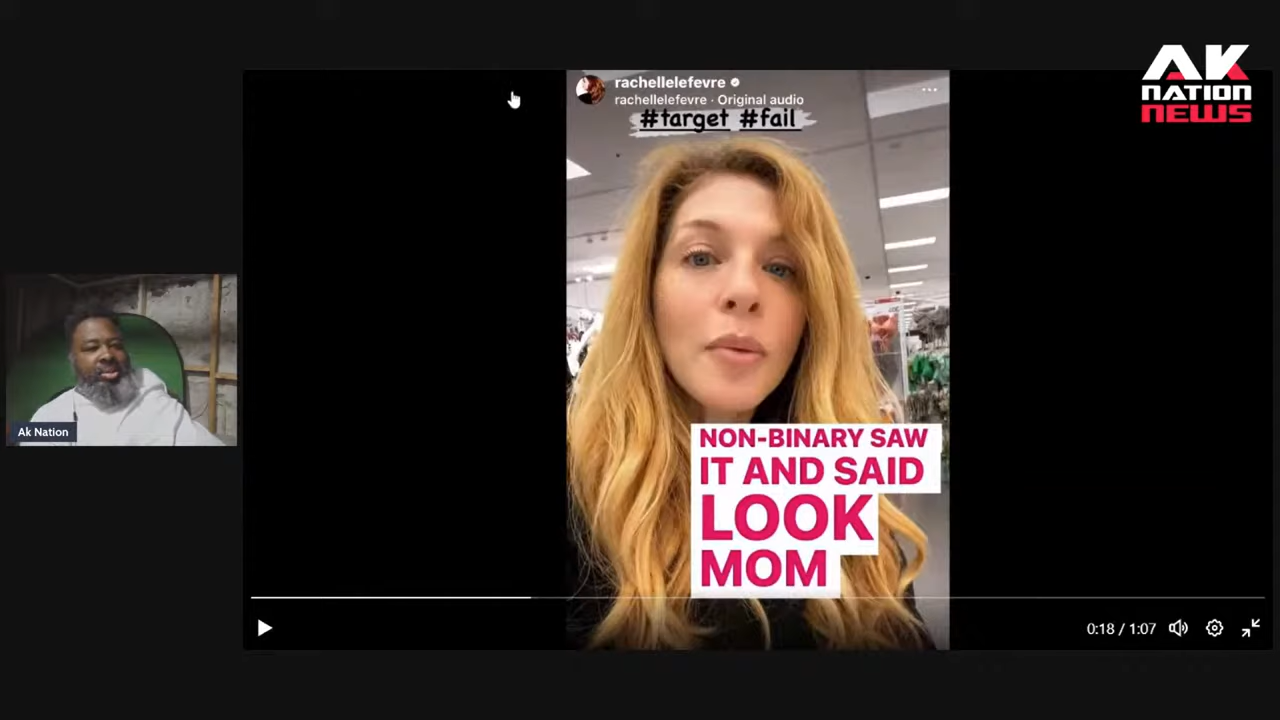 AK
NATION
NEWS
rachellelefevre
rachellelefevre · Original audio
#target #fail
NON-BINARY SAW
IT AND SAID
LOOK
MOM
Ak Nation
0:18 / 1:07